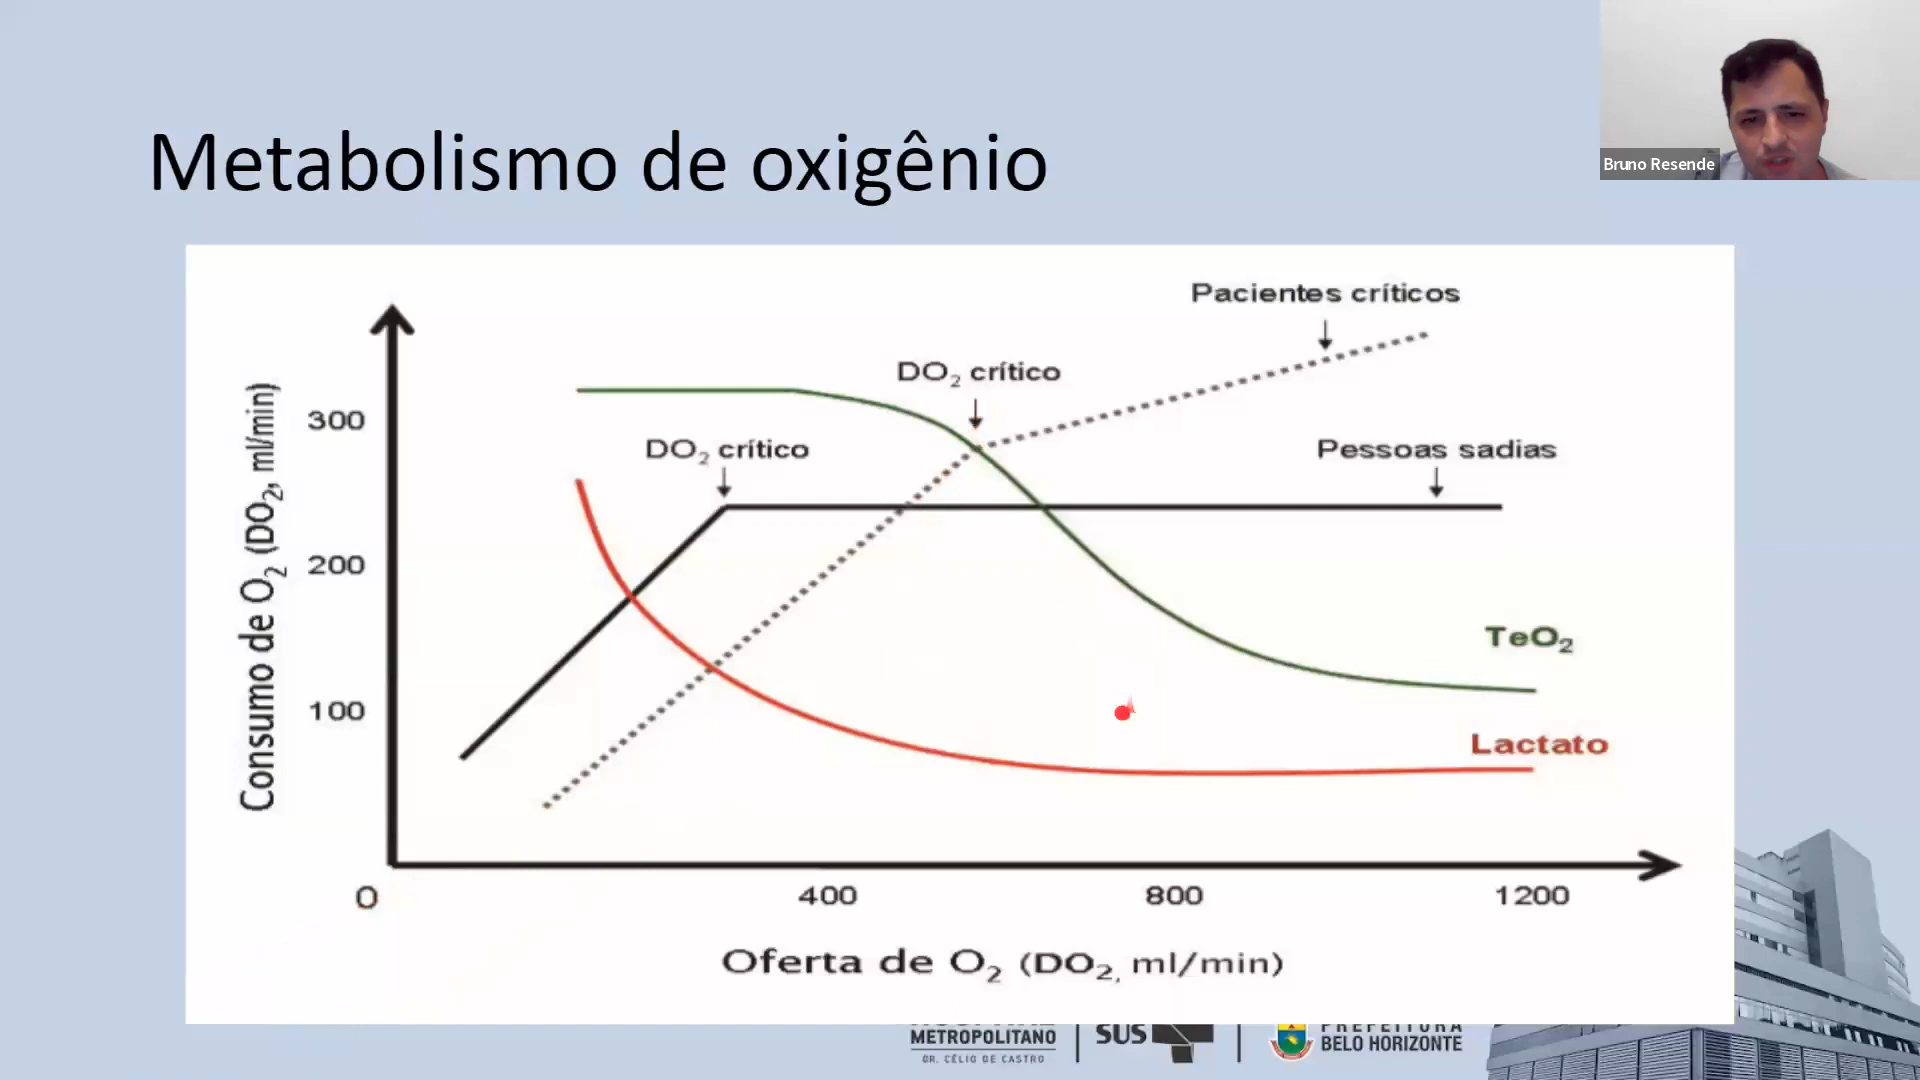 Bruno Resende
Metabolismo de oxigênio
Pacientes críticos
DO₂ crítico
DO₂ crítico
Pessoas sadias
Consumo de O₂ (DO₂, ml/min)
300
200
100
TeO₂
Lactato
0
400
800
1200
Oferta de O₂ (DO₂, ml/min)
METROPOLITANO
DR. CÉLIO DE CASTRO
SUS
PREFEITURA
BELO HORIZONTE